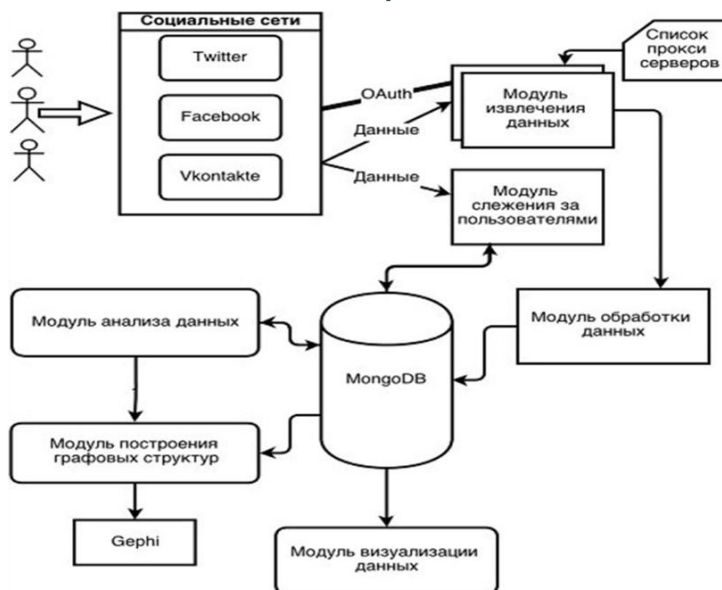 Социальные сети
Twitter
Facebook
Vkontakte
OAuth
Данные
Данные
Модуль
извлечения
данных
Список
прокси
серверов
Модуль
слежения за
пользователями
Модуль обработки
данных
MongoDB
Модуль анализа данных
Модуль построения
графовых структур
Gephi
Модуль визуализации
данных